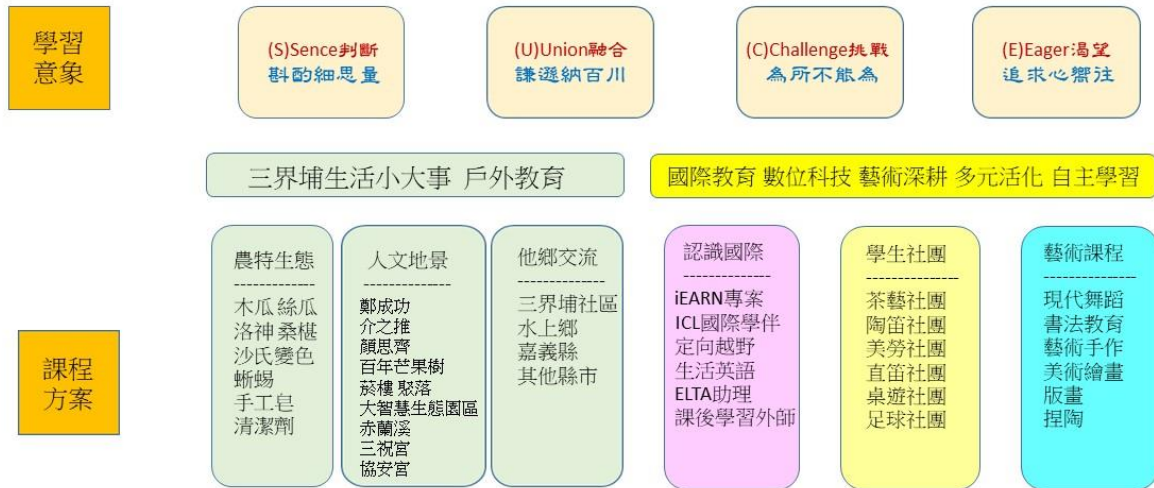 學習
意象
(S)Sence判斷
斟酌細思量
(U)Union融合
謙遜納百川
(C)Challenge挑戰
為所不能為
(E)Eager渴望
追求心嚮往
三界埔生活小大事 戶外教育
國際教育 數位科技 藝術深耕 多元活化 自主學習
課程
方案
農特生態
--------------
木瓜 絲瓜
洛神 桑椹
沙氏變色
蜥蜴
手工皂
清潔劑
人文地景
--------------
鄭成功
介之推
顏思齊
百年芒果樹
菸樓 聚落
大智慧生態園區
赤蘭溪
三祝宮
協安宮
他鄉交流
--------------
三界埔社區
水上鄉
嘉義縣
其他縣市
認識國際
--------------
iEARN專案
ICL國際學伴
定向越野
生活英語
ELTA助理
課後學習外師
學生社團
---------------
茶藝社團
陶笛社團
美勞社團
直笛社團
桌遊社團
足球社團
藝術課程
---------------
現代舞蹈
書法教育
藝術手作
美術繪畫
版畫
捏陶